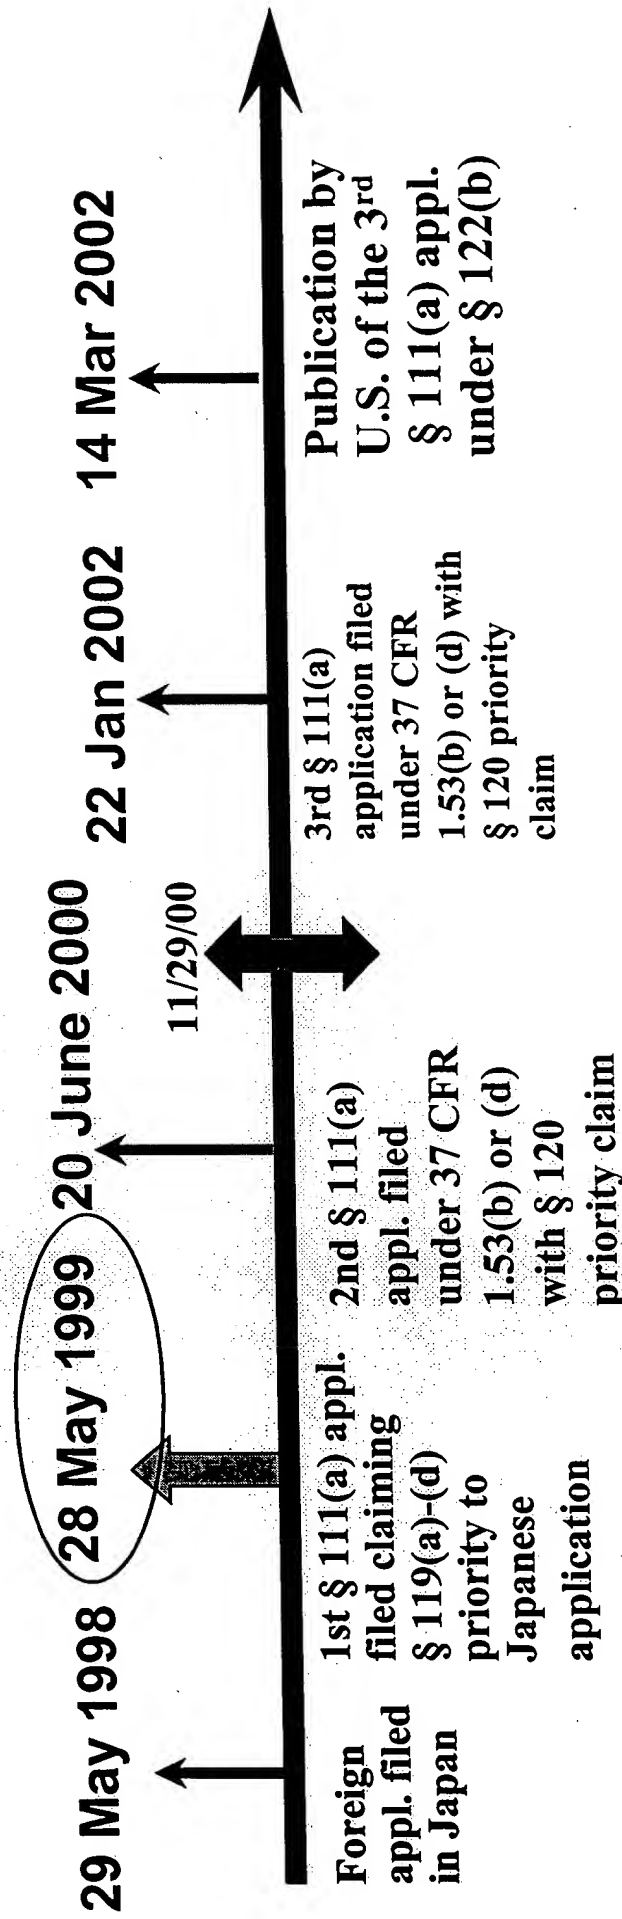 29 May 1998
28 May 1999
20 June 2000
11/29/00
22 Jan 2002
14 Mar 2002
Foreign
appl. filed
in Japan
1st § 111(a) appl.
filed claiming
§ 119(a)-(d)
priority to
Japanese
application
2nd § 111(a)
appl. filed
under 37 CFR
1.53(b) or (d)
with § 120
priority claim
3rd § 111(a)
application filed
under 37 CFR
1.53(b) or (d) with
§ 120 priority
claim
Publication by
U.S. of the 3rd
§ 111(a) appl.
under § 122(b)